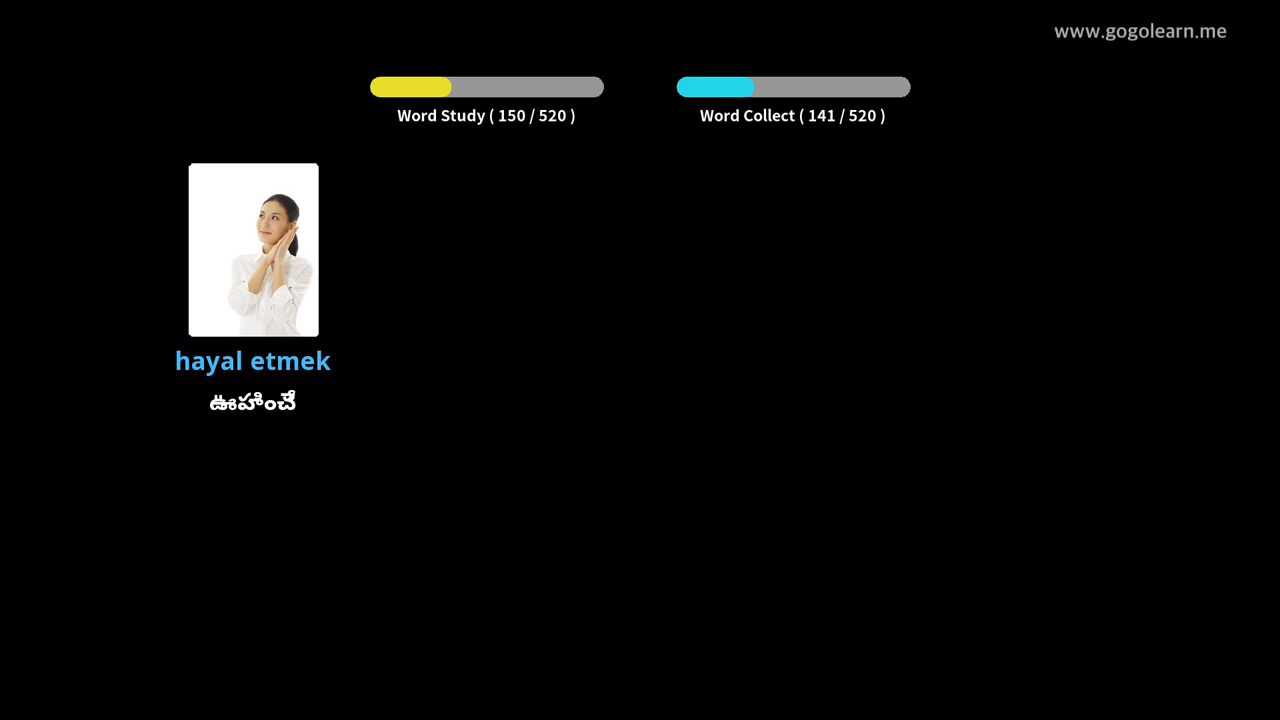 www.gogolearn.me
Word Study ( 150 / 520 )
Word Collect ( 141 / 520 )
hayal etmek
ఊహించే